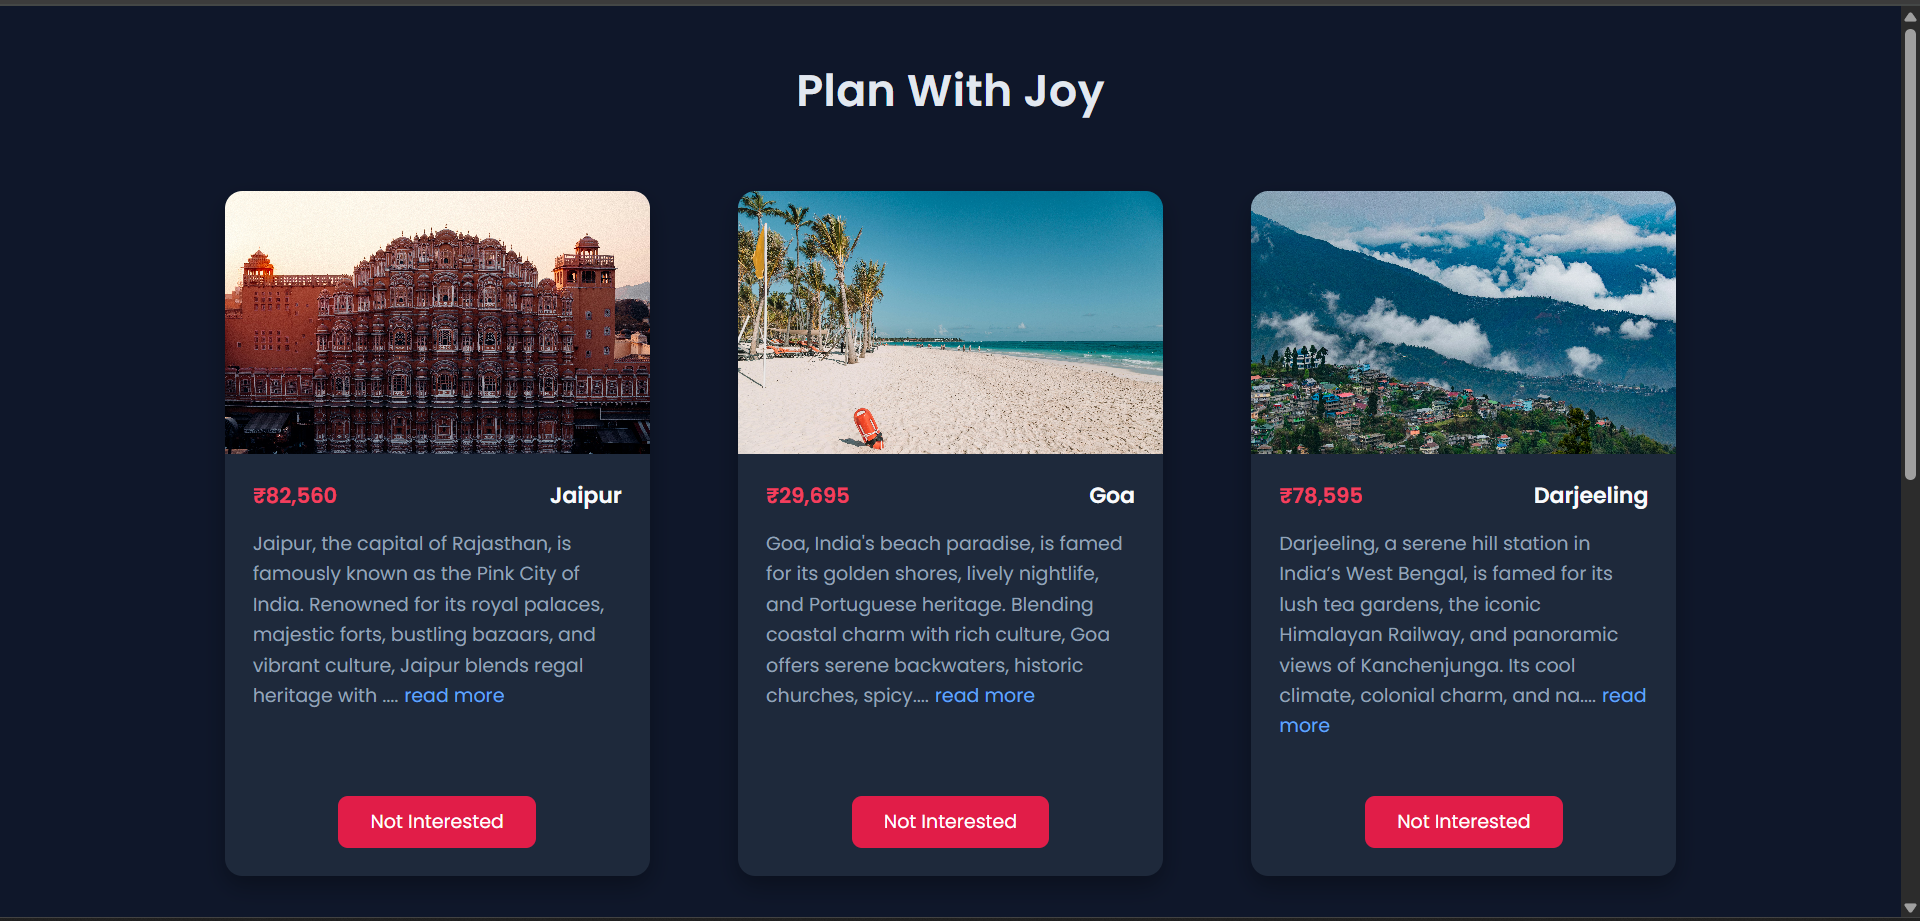 Plan With Joy
₹82,560 Jaipur
Jaipur, the capital of Rajasthan, is
famously known as the Pink City of
India. Renowned for its royal palaces,
majestic forts, bustling bazaars, and
vibrant culture, Jaipur blends regal
heritage with .... read more
Not Interested
₹29,695 Goa
Goa, India's beach paradise, is famed
for its golden shores, lively nightlife,
and Portuguese heritage. Blending
coastal charm with rich culture, Goa
offers serene backwaters, historic
churches, spicy.... read more
Not Interested
₹78,595 Darjeeling
Darjeeling, a serene hill station in
India’s West Bengal, is famed for its
lush tea gardens, the iconic
Himalayan Railway, and panoramic
views of Kanchenjunga. Its cool
climate, colonial charm, and na.... read
more
Not Interested